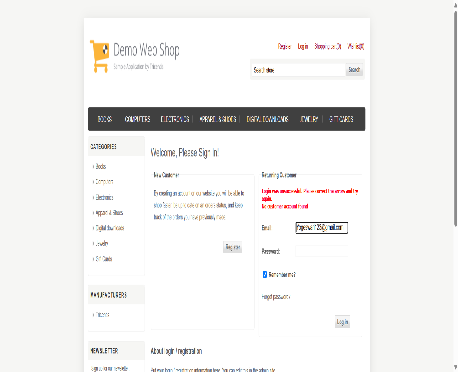 Demo Web Shop
Register Log in Shopping cart(0) Wishlist(0)
Search store
Search
BOOKS COMPUTERS ELECTRONICS APPAREL & SHOES DIGITAL DOWNLOADS JEWELRY GIFT CARDS
CATEGORIES
Books
Computers
Electronics
Apparel & Shoes
Digital downloads
Jewelry
Gift Cards
MANUFACTURERS
Tricentis
NEWSLETTER
Welcome, Please Sign In!
New Customer
By creating an account on our website you will be able to
shop faster, be up to date on an orders status, and keep
track of the orders you have previously made.
Register
Returning Customer
Login was unsuccessful. Please correct the errors and try
again.
No customer account found
Email:
Password:
Remember me?
Forgot password?
Log in
About login / registration